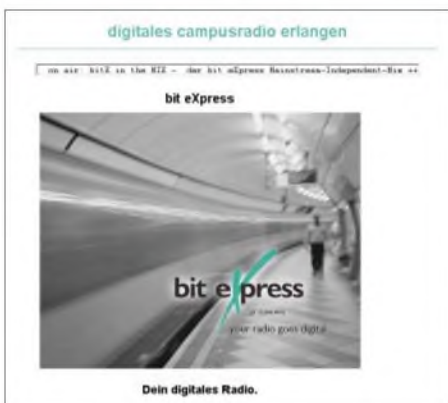 digitales campusradio erlangen
on air: bitX in the MIX - der bit eXpress Mainstream-Independent-Mix ++
bit eXpress
bit eXpress
your radio goes digital
Dein digitales Radio.